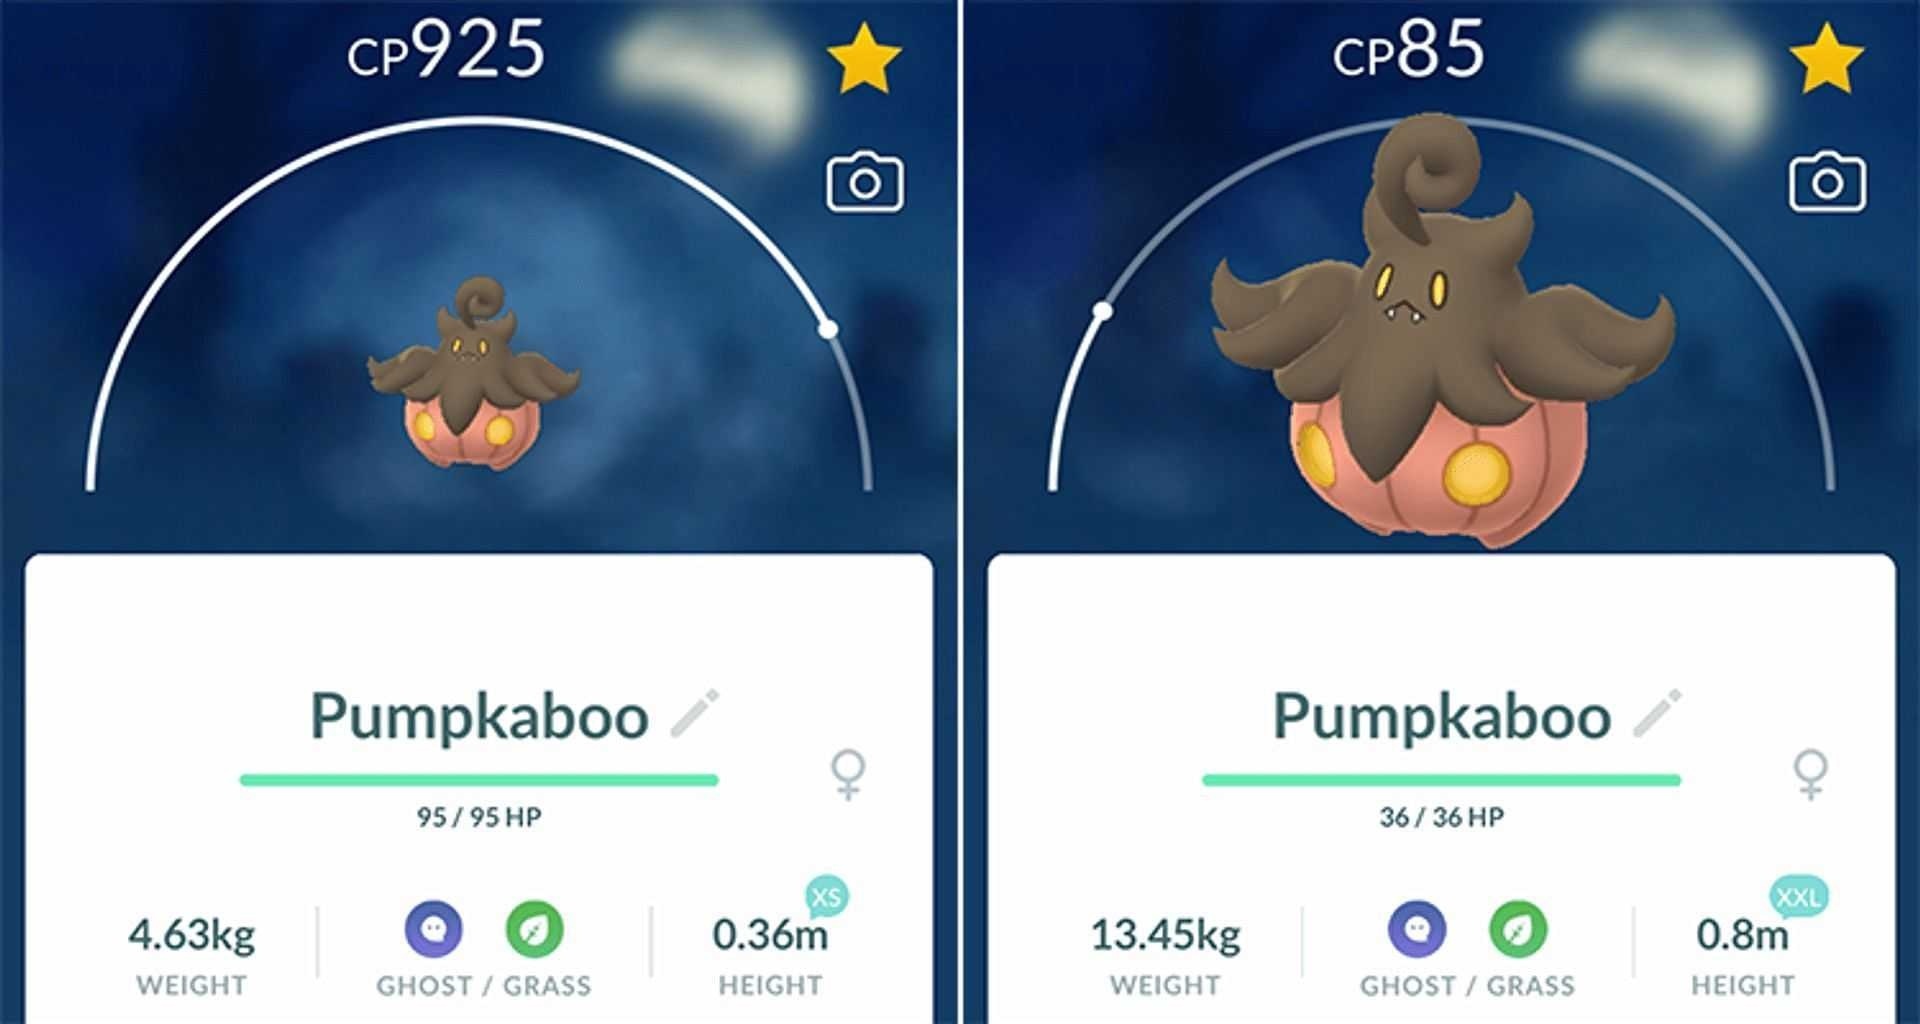 CP925
Pumpkaboo
95 / 95 HP
XS
4.63kg
0.36m
WEIGHT
GHOST / GRASS
HEIGHT
CP85
Pumpkaboo
36 / 36 HP
XXL
13.45kg
0.8m
WEIGHT
GHOST / GRASS
HEIGHT